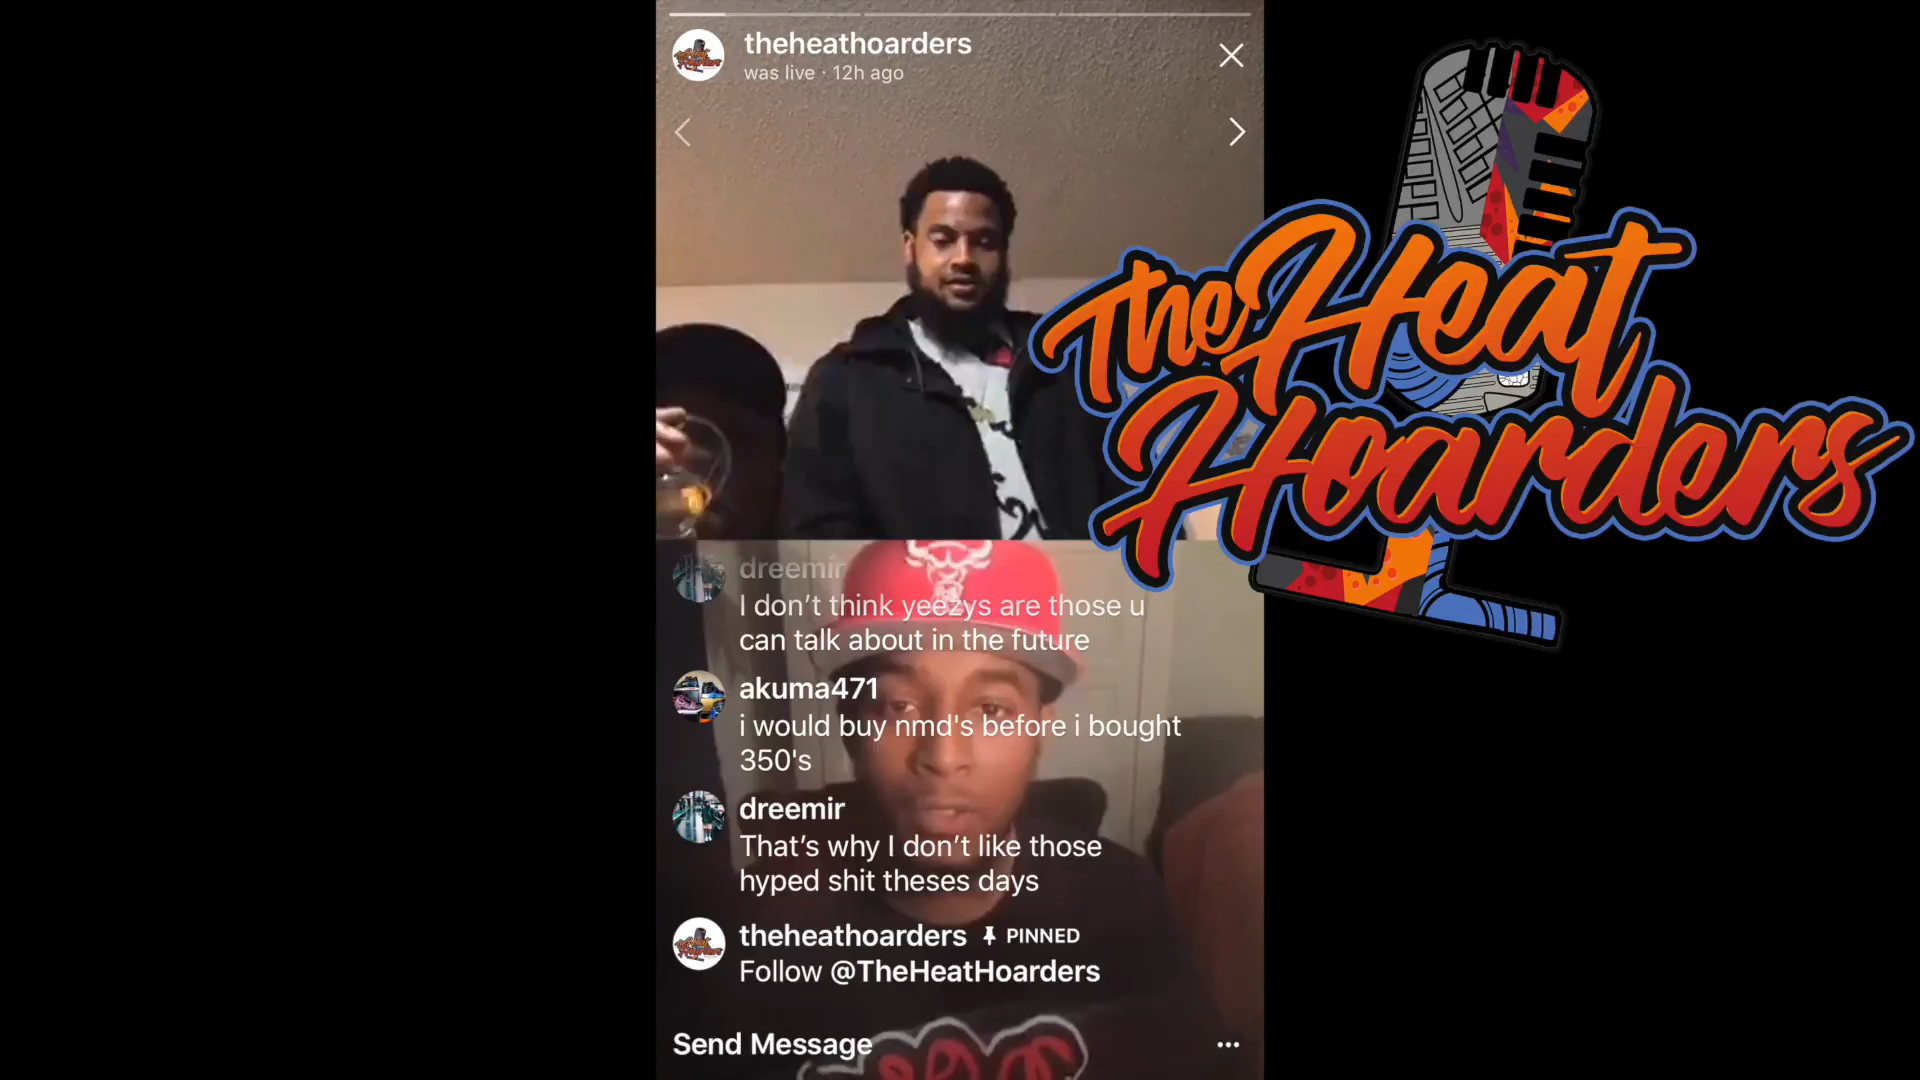 theheathoarders
was live · 12h ago
The Heat
Hoarders
dreemir
I don’t think yeezys are those u
can talk about in the future
akuma471
i would buy nmd's before i bought
350's
dreemir
That’s why I don’t like those
hyped shit theses days
theheathoarders PINNED
Follow @TheHeatHoarders
Send Message